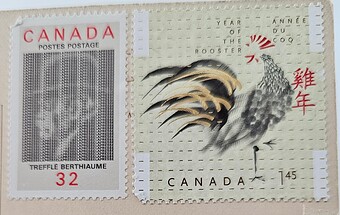 CANADA
POSTES POSTAGE
TREFFLÉ BERTHIAUME
32
YEAR OF THE ROOSTER
ANNÉE DU COQ
雞年
CANADA
1.45